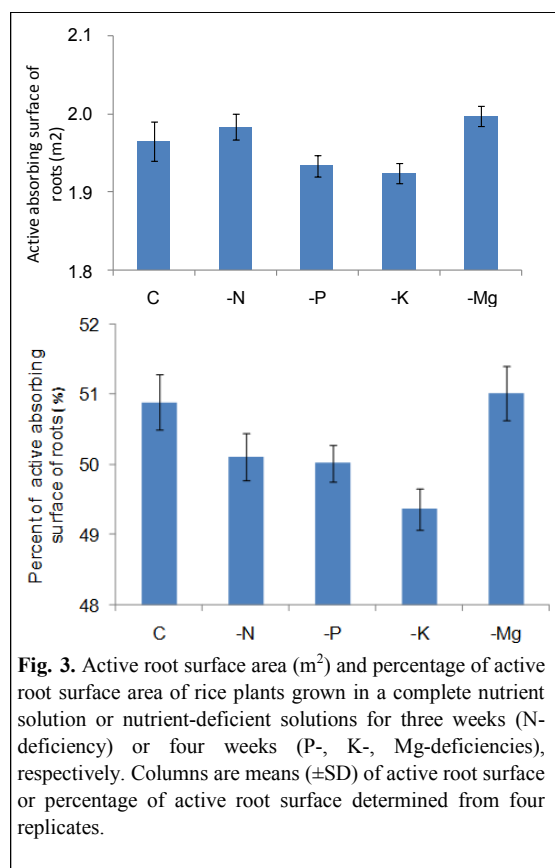 2.1
2.0
1.9
1.8
Active absorbing surface of
roots (m2)
C -N -P -K -Mg
52
51
50
49
48
Percent of active absorbing
surface of roots (%)
C -N -P -K -Mg
Fig. 3. Active root surface area (m²) and percentage of active
root surface area of rice plants grown in a complete nutrient
solution or nutrient-deficient solutions for three weeks (N-
deficiency) or four weeks (P-, K-, Mg-deficiencies),
respectively. Columns are means (±SD) of active root surface
or percentage of active root surface determined from four
replicates.